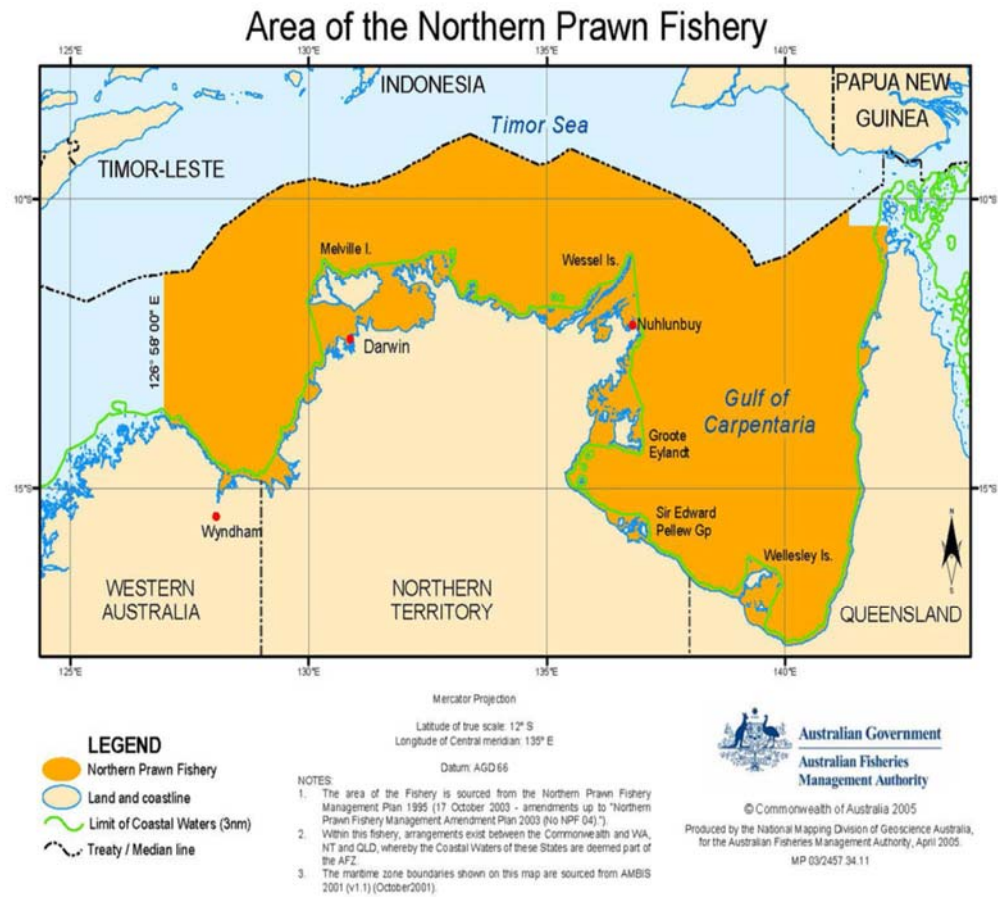 Area of the Northern Prawn Fishery
125°E 130°E 135°E 140°E
INDONESIA
PAPUA NEW
GUINEA
Timor Sea
TIMOR-LESTE
10°S 10°S
Melville I.
Wessel Is.
126° 58' 00" E
Nuhlunbuy
Darwin
Gulf of
Carpentaria
Groote
Eylandt
15°S 15°S
Sir Edward
Pellew Gp
Wyndham
N
Wellesley Is.
S
WESTERN
AUSTRALIA
NORTHERN
TERRITORY
QUEENSLAND
125°E 130°E 135°E 140°E
Mercator Projection
Latitude of true scale: 12° S
Longitude of Central meridian: 135° E
Datum: AGD 66
LEGEND
Northern Prawn Fishery
Land and coastline
Limit of Coastal Waters (3nm)
Treaty / Median line
NOTES:
1. The area of the Fishery is sourced from the Northern Prawn Fishery
Management Plan 1995 (17 October 2003 - amendments up to "Northern
Prawn Fishery Management Amendment Plan 2003 (No NPF 04).").
2. Within this fishery, arrangements exist between the Commonwealth and WA,
NT and QLD, whereby the Coastal Waters of these States are deemed part of
the AFZ.
3. The maritime zone boundaries shown on this map are sourced from AMBIS
2001 (v1.1) (October2001).
Australian Government
Australian Fisheries
Management Authority
© Commonwealth of Australia 2005
Produced by the National Mapping Division of Geoscience Australia,
for the Australian Fisheries Management Authority, April 2005.
MP 03/2457.34.11